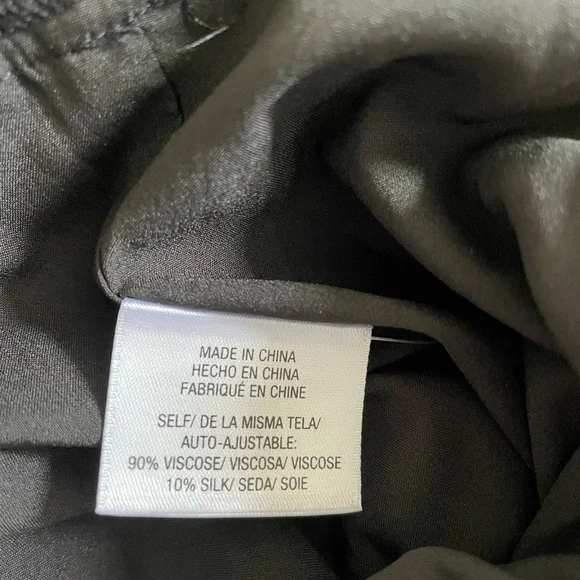 MADE IN CHINA
HECHO EN CHINA
FABRIQUÉ EN CHINE
SELF/ DE LA MISMA TELA/
AUTO-AJUSTABLE:
90% VISCOSE/ VISCOSA/ VISCOSE
10% SILK/ SEDA/ SOIE